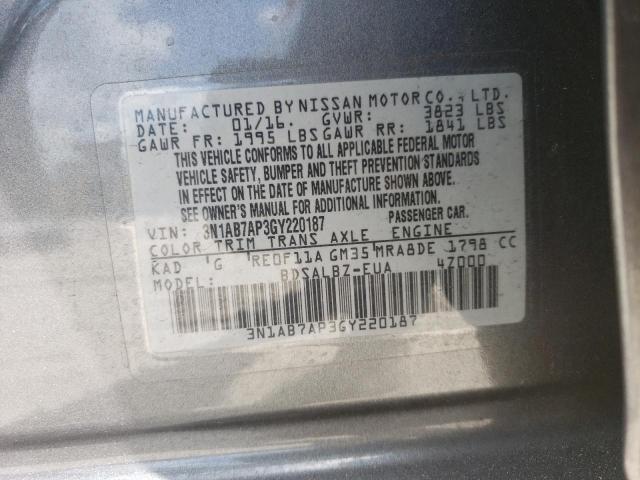 MANUFACTURED BY NISSAN MOTOR CO., LTD.
DATE: 01/16. GVWR: 3823 LBS
GAWR FR: 1995 LBS GAWR RR: 1841 LBS
THIS VEHICLE CONFORMS TO ALL APPLICABLE FEDERAL MOTOR
VEHICLE SAFETY, BUMPER AND THEFT PREVENTION STANDARDS
IN EFFECT ON THE DATE OF MANUFACTURE SHOWN ABOVE.
SEE OWNER'S MANUAL FOR ADDITIONAL INFORMATION.
VIN: 3N1AB7AP3GY220187 PASSENGER CAR.
COLOR TRIM TRANS AXLE ENGINE
KAD 'G 'RE0F11A GM35'MRA8DE 1798 CC
MODEL: BDSALBZ-EUA 4Z000
3N1AB7AP3GY220187